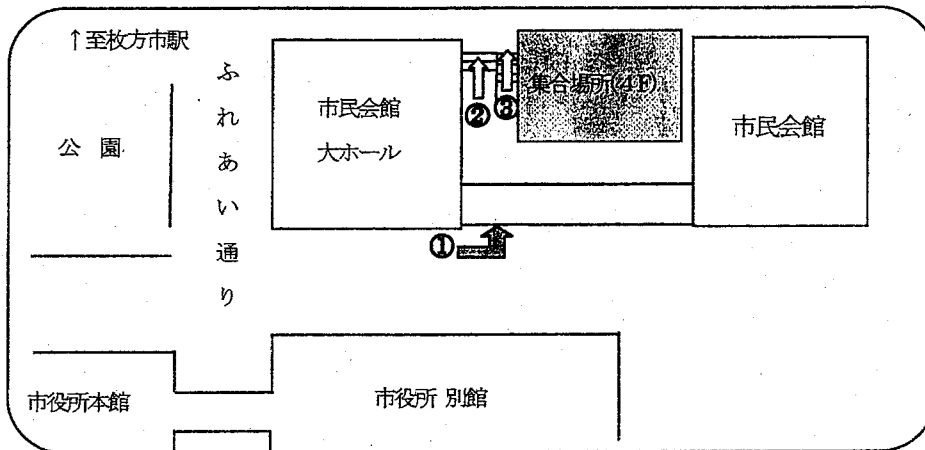 ↑至枚方市駅
公 園
ふれあい通り
市民会館
大ホール
②
③
集合場所(4F)
市民会館
①
市役所本館
市役所 別館